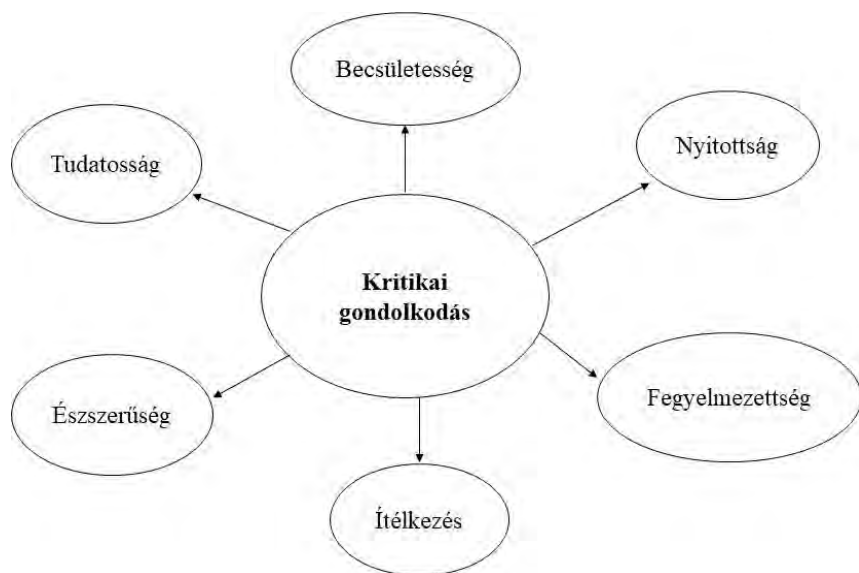 Becsületesség
Nyitottság
Tudatosság
Kritikai
gondolkodás
Fegyelmezettség
Észszerűség
Ítélkezés